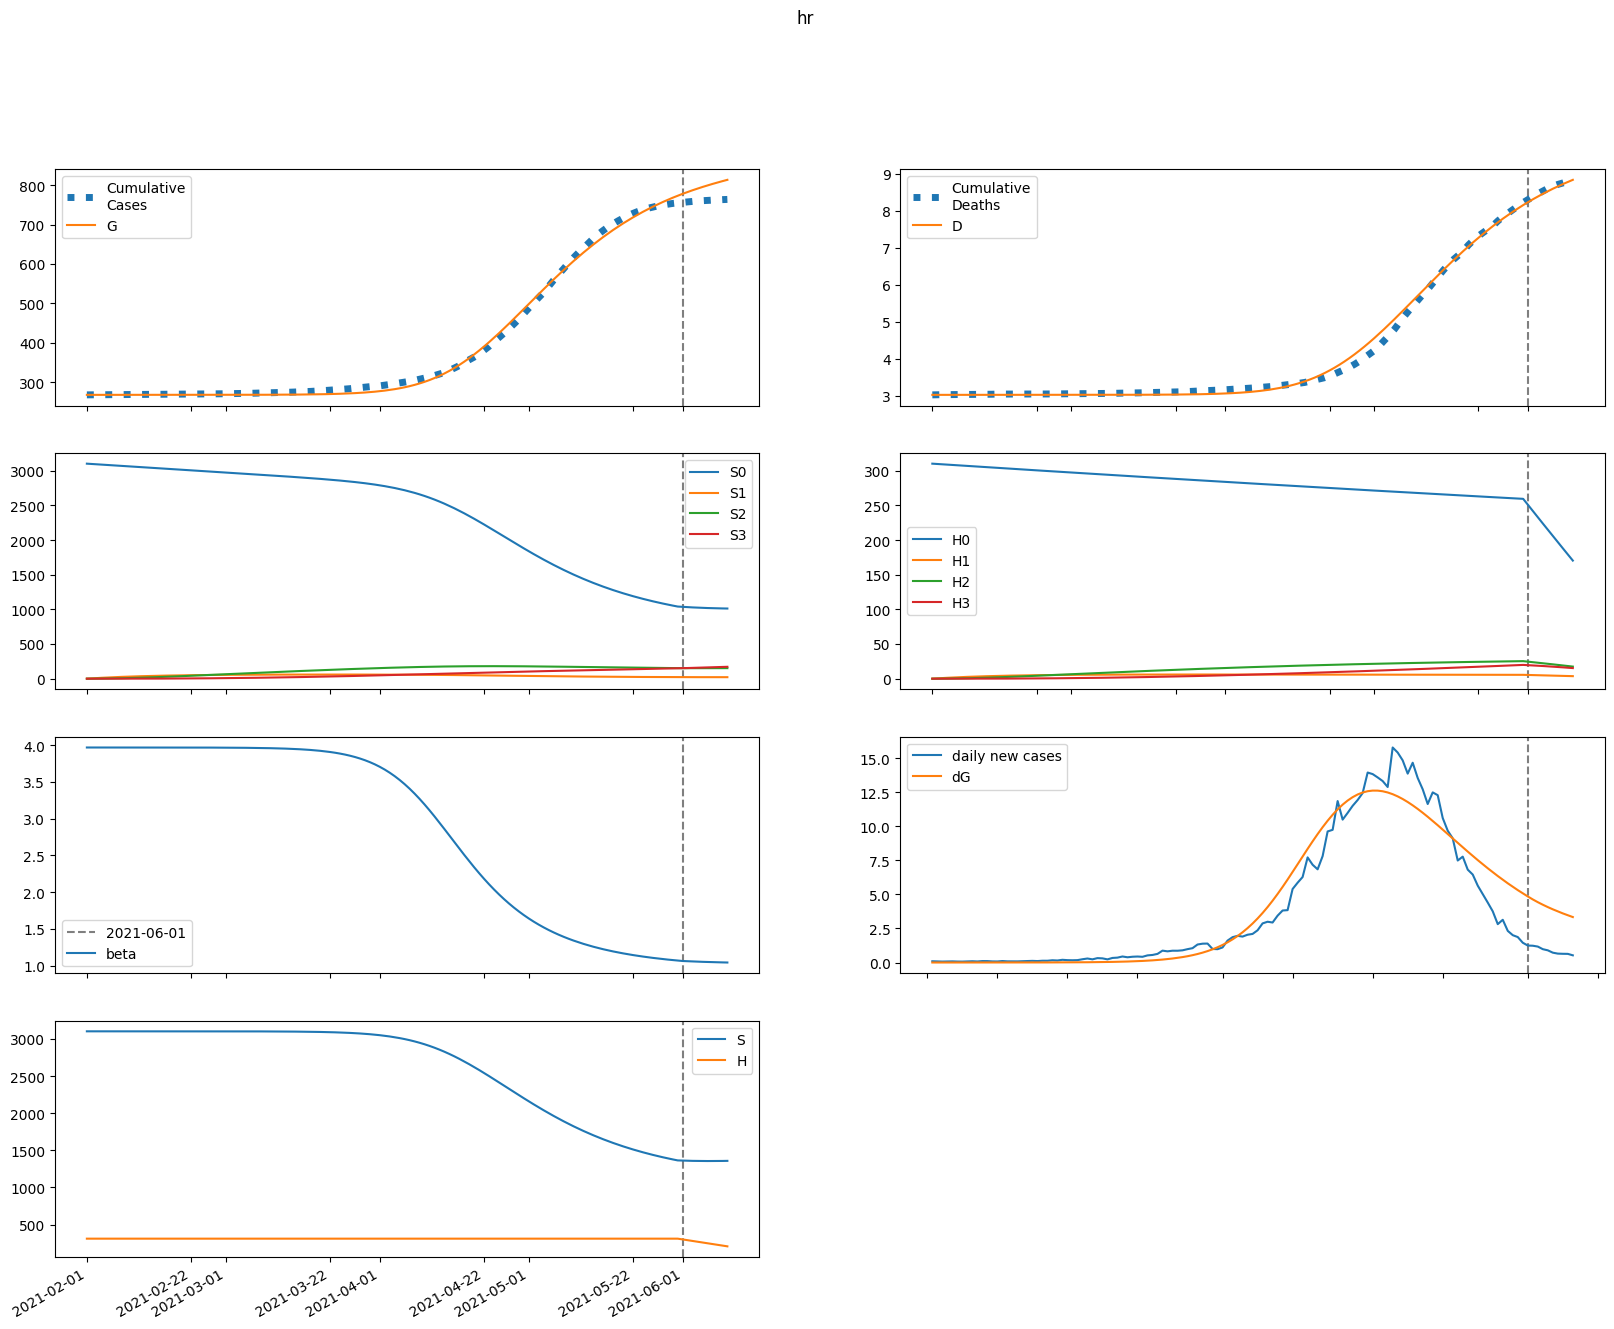 hr
Cumulative
Cases
G
800
700
600
500
400
300
Cumulative
Deaths
D
9
8
7
6
5
4
3
S0
S1
S2
S3
3000
2500
2000
1500
1000
500
0
H0
H1
H2
H3
300
250
200
150
100
50
0
4.0
3.5
3.0
2.5
2.0
1.5
1.0
2021-06-01
beta
daily new cases
dG
15.0
12.5
10.0
7.5
5.0
2.5
0.0
S
H
3000
2500
2000
1500
1000
500
2021-02-01
2021-02-22
2021-03-01
2021-03-22
2021-04-01
2021-04-22
2021-05-01
2021-05-22
2021-06-01